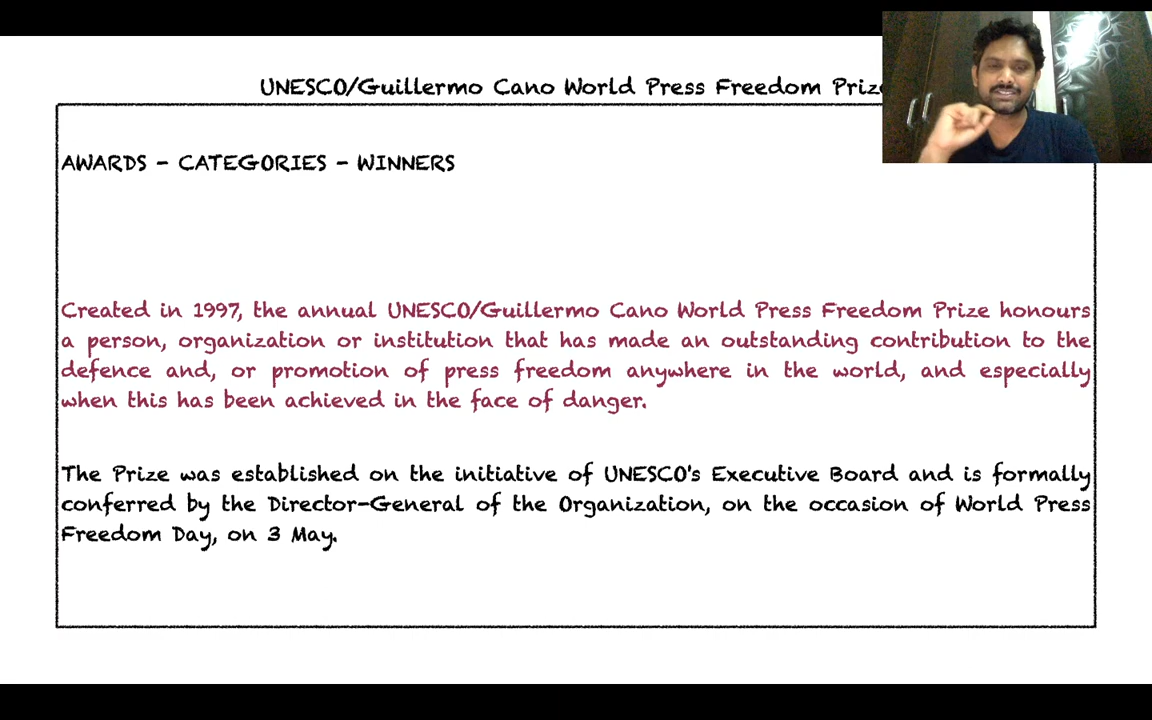 UNESCO/Guillermo Cano World Press Freedom Prize
AWARDS - CATEGORIES - WINNERS
Created in 1997, the annual UNESCO/Guillermo Cano World Press Freedom Prize honours
a person, organization or institution that has made an outstanding contribution to the
defence and, or promotion of press freedom anywhere in the world, and especially
when this has been achieved in the face of danger.
The Prize was established on the initiative of UNESCO's Executive Board and is formally
conferred by the Director-General of the Organization, on the occasion of World Press
Freedom Day, on 3 May.